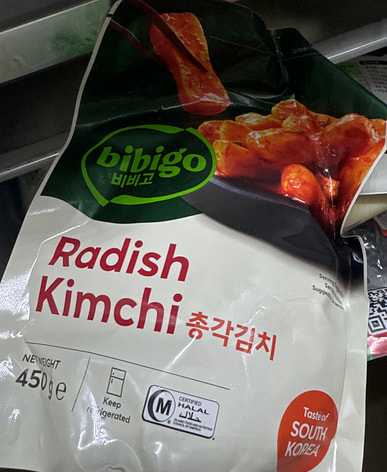 bibigo
비비고
Radish
Kimchi 총각김치
NET WEIGHT
450g e
Keep
refrigerated
CERTIFIED
M HALAL
حلال
Taste of
SOUTH
KOREA